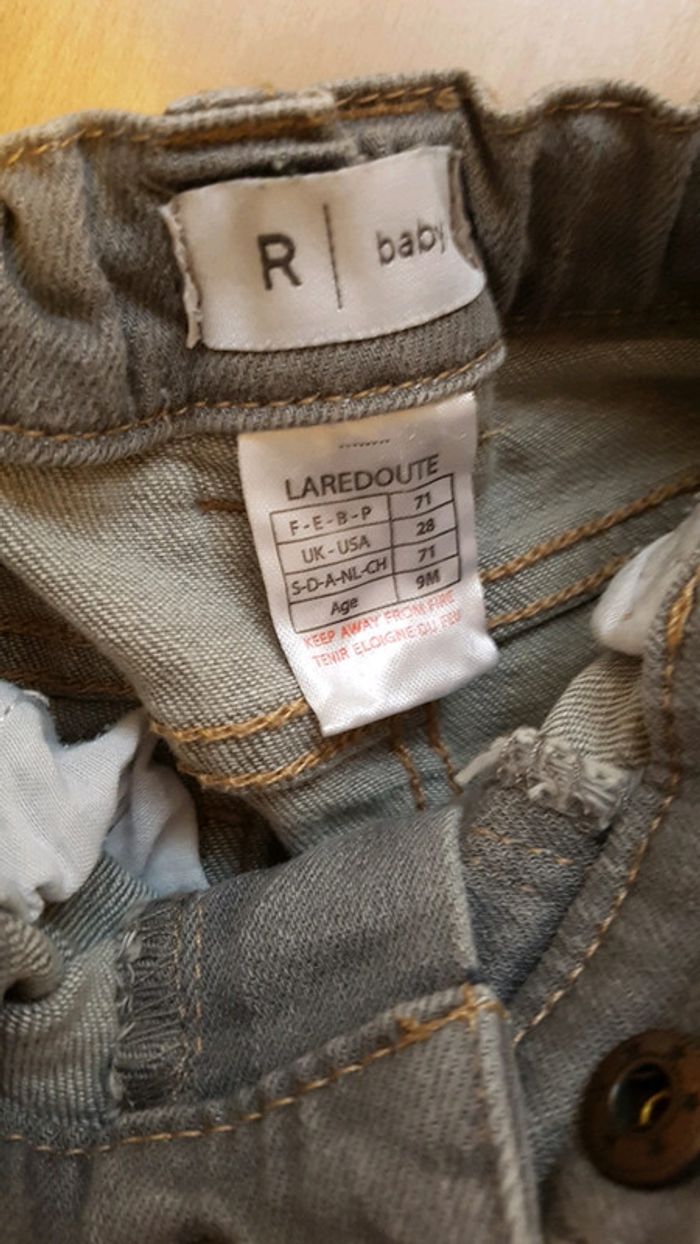 R | baby
LAREDOUTE
F-E-B-P 71
UK-USA 28
S-D-A-NL-CH 71
Age 9M
KEEP AWAY FROM FIRE
TENIR ELOIGNE DU FEU